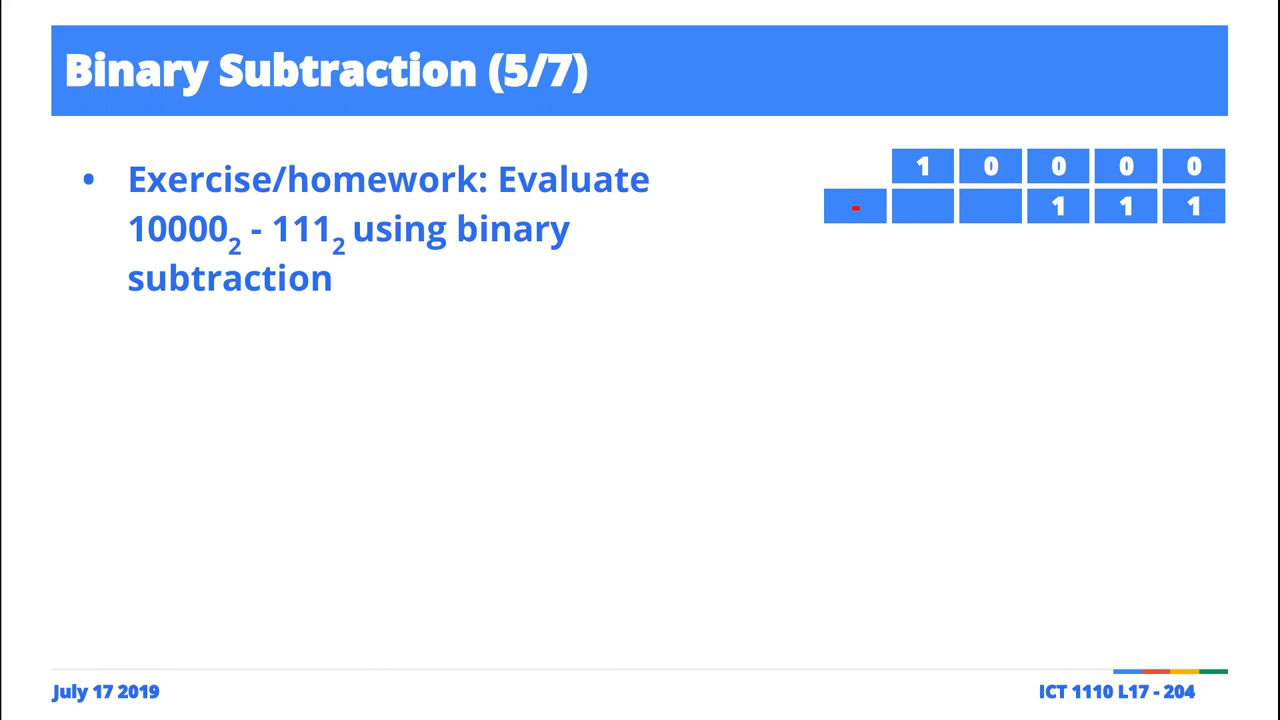 Binary Subtraction (5/7)
• Exercise/homework: Evaluate
10000₂ - 111₂ using binary
subtraction
1 0 0 0 0
- 1 1 1
July 17 2019
ICT 1110 L17 - 204